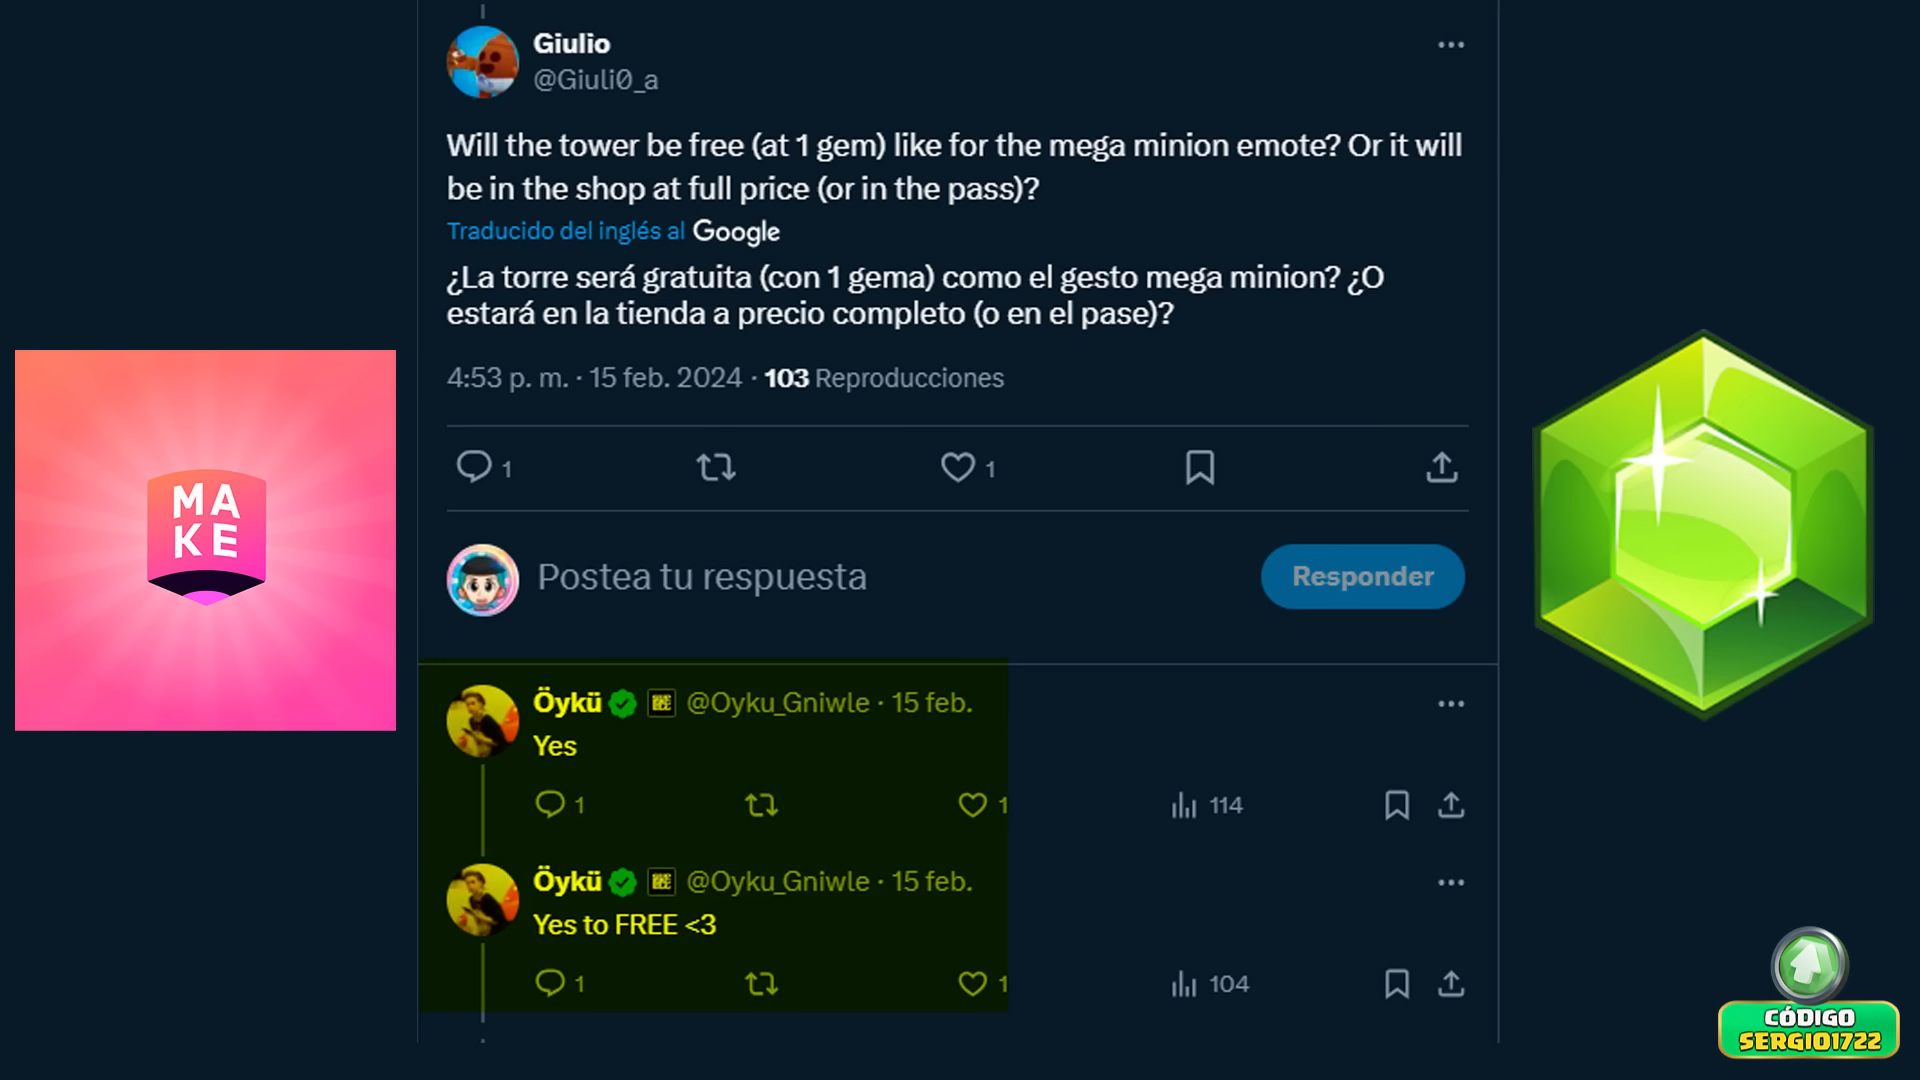 Giulio
@Giuli0_a
Will the tower be free (at 1 gem) like for the mega minion emote? Or it will
be in the shop at full price (or in the pass)?
Traducido del inglés al Google
¿La torre será gratuita (con 1 gema) como el gesto mega minion? ¿O
estará en la tienda a precio completo (o en el pase)?
4:53 p. m. · 15 feb. 2024 · 103 Reproducciones
1 1
MA
KE
Postea tu respuesta Responder
Öykü @Oyku_Gniwle · 15 feb.
Yes
1 1 114
Öykü @Oyku_Gniwle · 15 feb.
Yes to FREE <3
1 1 104
CÓDIGO
SERGIO1722